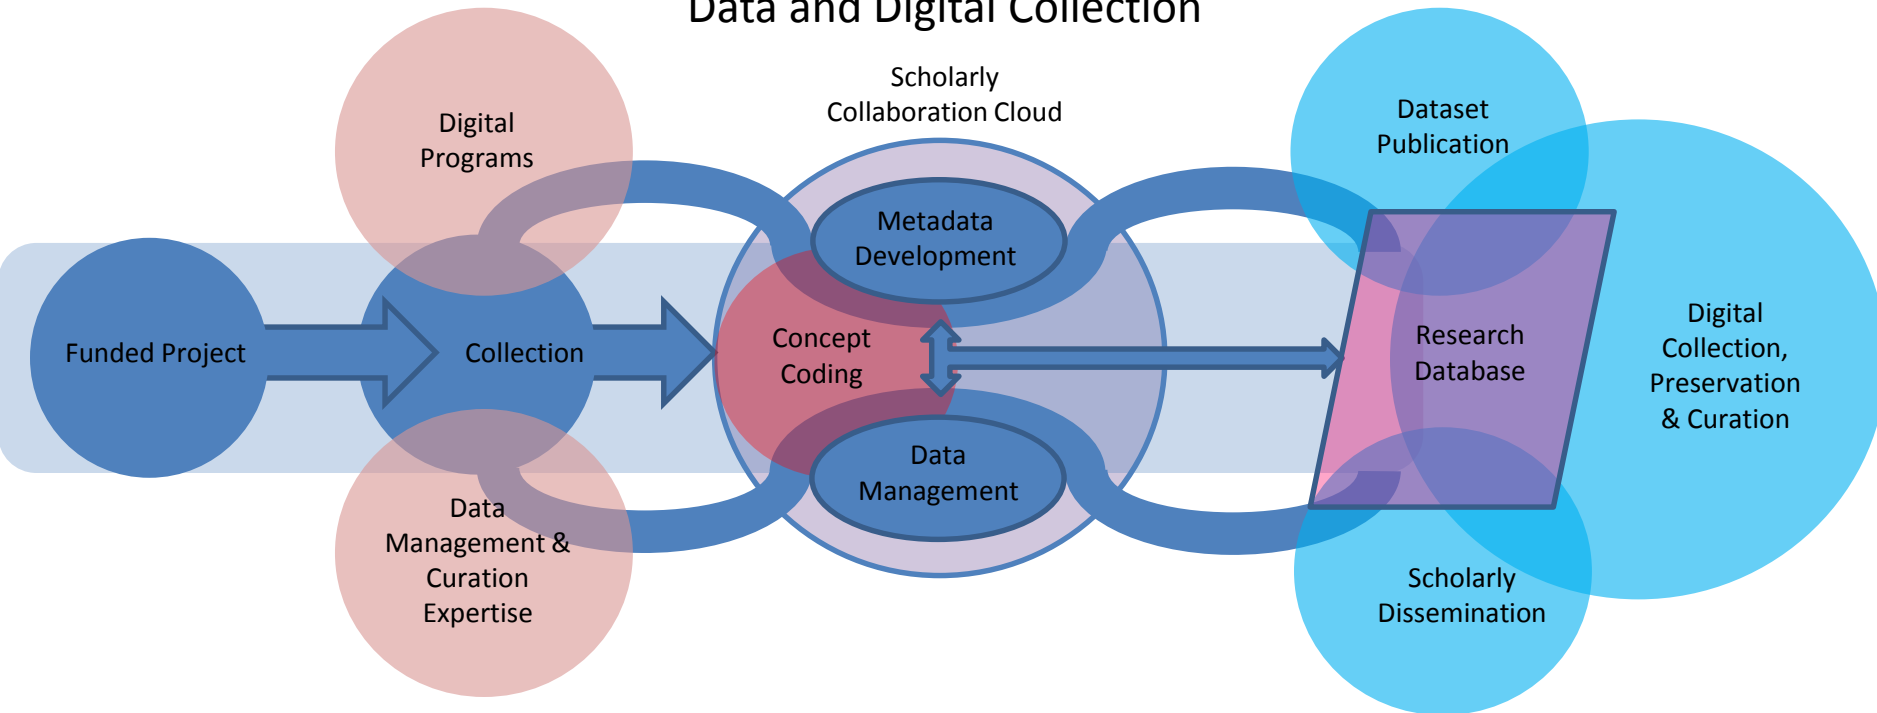 Data and Digital Collection
Scholarly
Collaboration Cloud
Digital
Programs
Dataset
Publication
Metadata
Development
Funded Project
Collection
Concept
Coding
Research
Database
Digital
Collection,
Preservation
& Curation
Data
Management
Data
Management &
Curation
Expertise
Scholarly
Dissemination